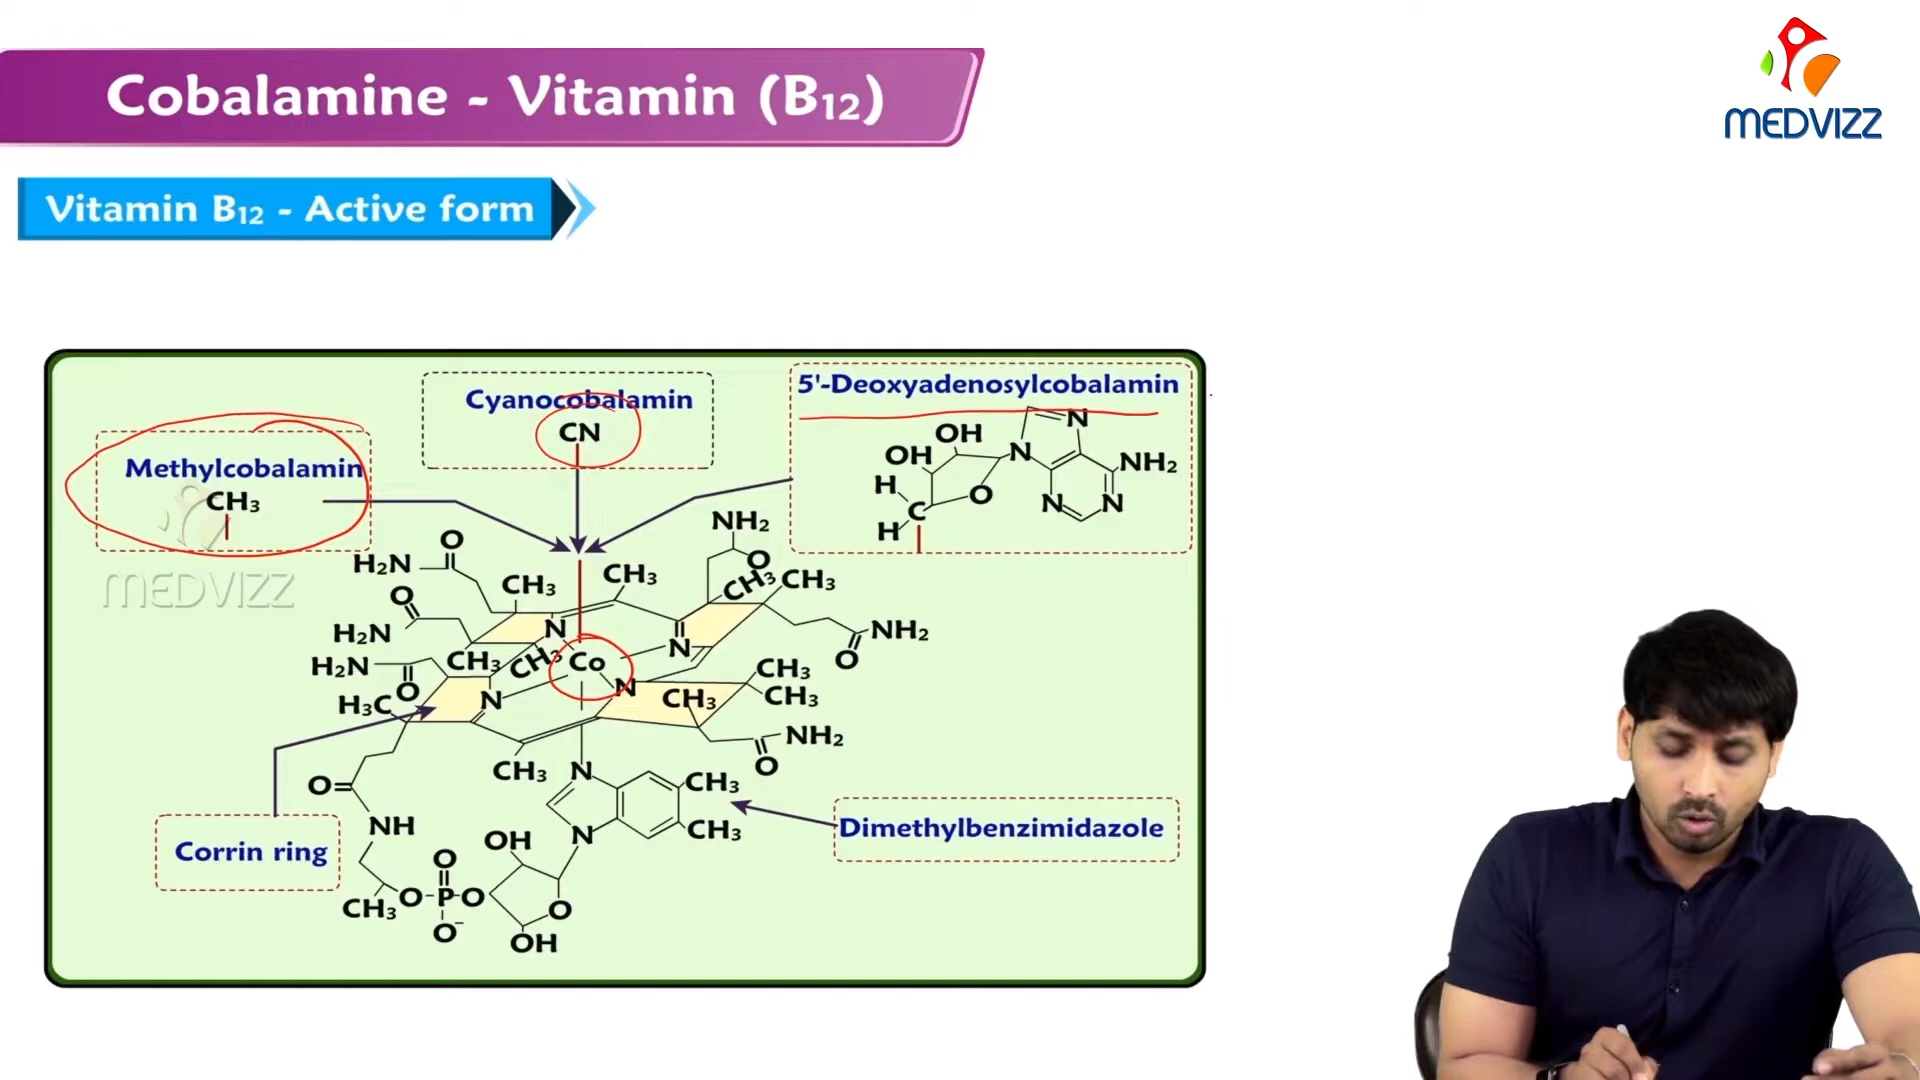 Cobalamine - Vitamin (B₁₂)
MEDVIZZ
Vitamin B₁₂ - Active form
Cyanocobalamin
CN
5'-Deoxyadenosylcobalamin
N
OH
N
OH
NH₂
H
O
N
N
C
H
Methylcobalamin
CH₃
MEDVIZZ
NH₂
O
H₂N
O
CH₃
CH₃
CH₃
CH₃
O
H₂N
N
N
NH₂
O
H₂N
O
CH₃
CH₃
Co
N
N
CH₃
CH₃
CH₃
H₃C
NH₂
O
CH₃
N
CH₃
O
NH
N
CH₃
Dimethylbenzimidazole
Corrin ring
OH
O
CH₃
O
P
O
O⁻
O
OH